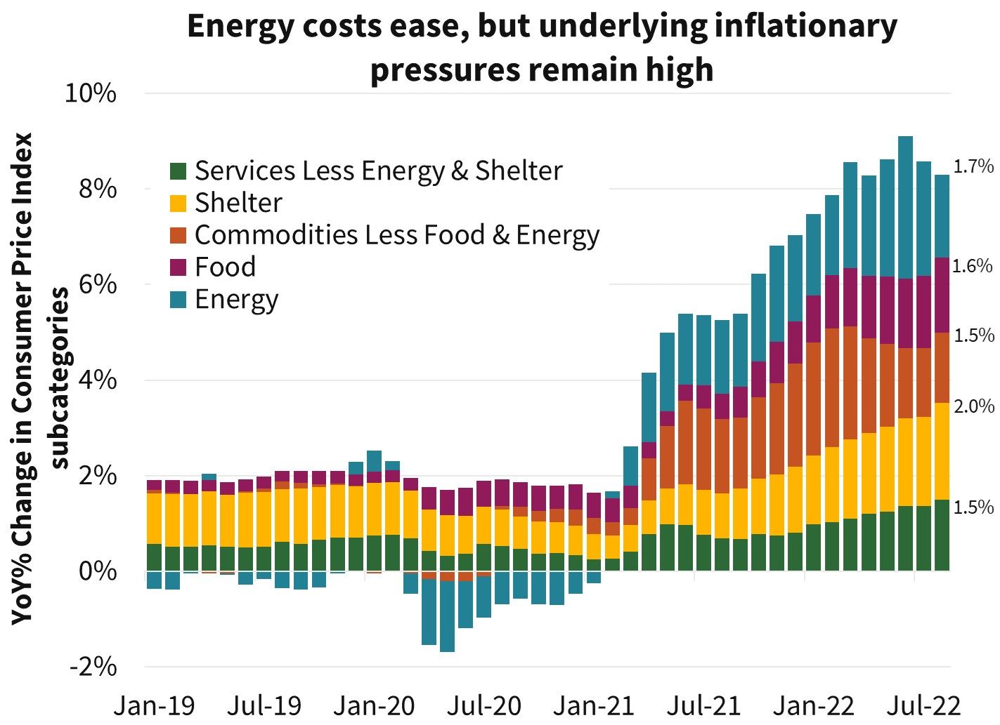 Energy costs ease, but underlying inflationary
pressures remain high
YoY% Change in Consumer Price Index
subcategories
10%
8%
6%
4%
2%
0%
-2%
Services Less Energy & Shelter
Shelter
Commodities Less Food & Energy
Food
Energy
1.7%
1.6%
1.5%
2.0%
1.5%
Jan-19 Jul-19 Jan-20 Jul-20 Jan-21 Jul-21 Jan-22 Jul-22